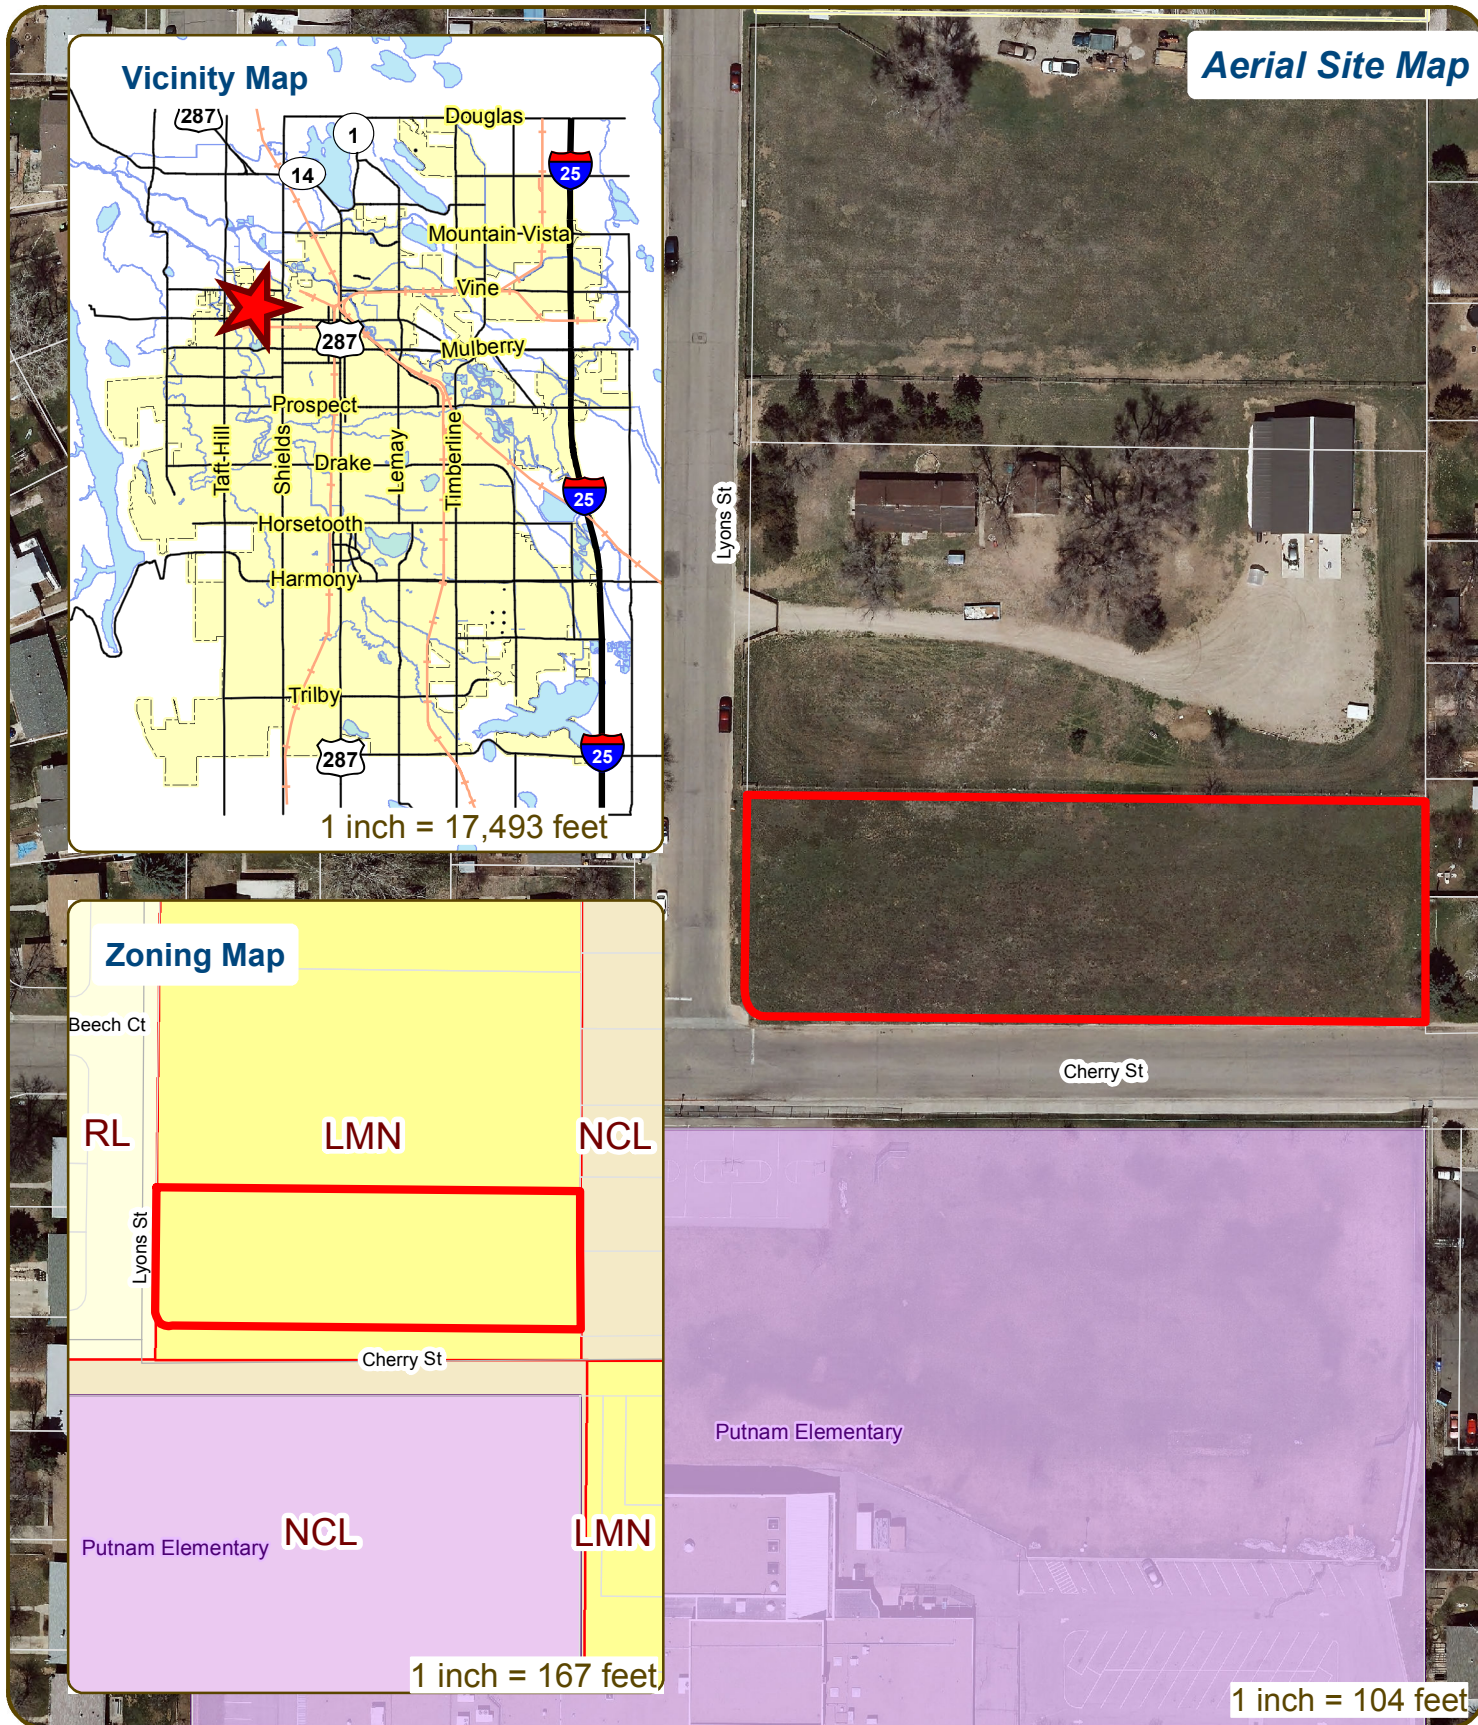 Aerial Site Map
Vicinity Map
287
1
Douglas
14
25
Mountain Vista
Vine
287
Mulberry
Prospect
Taft Hill
Shields
Lemay
Timberline
Drake
25
Horsetooth
Harmony
Trilby
287
25
1 inch = 17,493 feet
Lyons St
Cherry St
Zoning Map
Beech Ct
RL
LMN
NCL
Lyons St
Cherry St
Putnam Elementary
NCL
LMN
1 inch = 167 feet
Putnam Elementary
1 inch = 104 feet